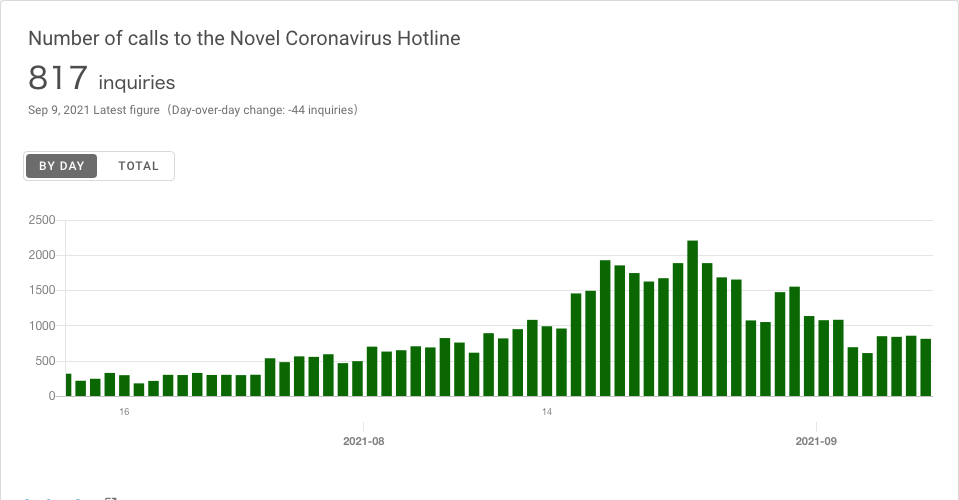 Number of calls to the Novel Coronavirus Hotline
817 inquiries
Sep 9, 2021 Latest figure（Day-over-day change: -44 inquiries）
BY DAY TOTAL
2500
2000
1500
1000
500
0
16 14
2021-08 2021-09